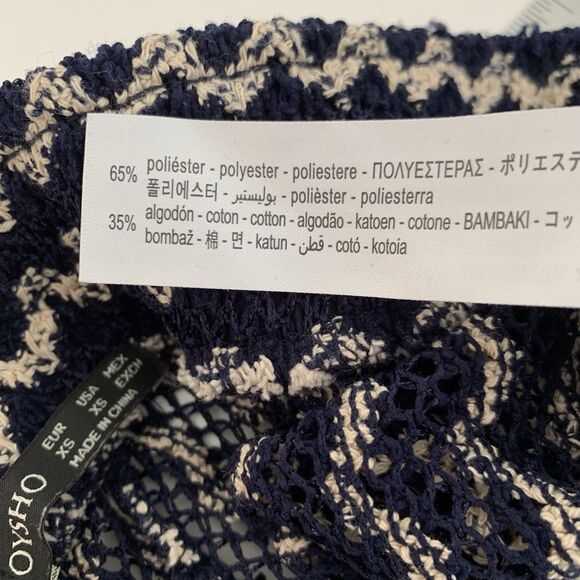 65% poliéster - polyester - poliestere - ΠΟΛΥΕΣΤΕΡΑΣ - ポリエステ
폴리에스터 - بوليستير - polièster - poliesterra
35% algodón - coton - cotton - algodão - katoen - cotone - BAMBAKI - コッ
bombaž - 棉 - 면 - katun - قطن - cotó - kotoia
OYSHO
EUR USA MEX
XS XS EXCH
MADE IN CHINA